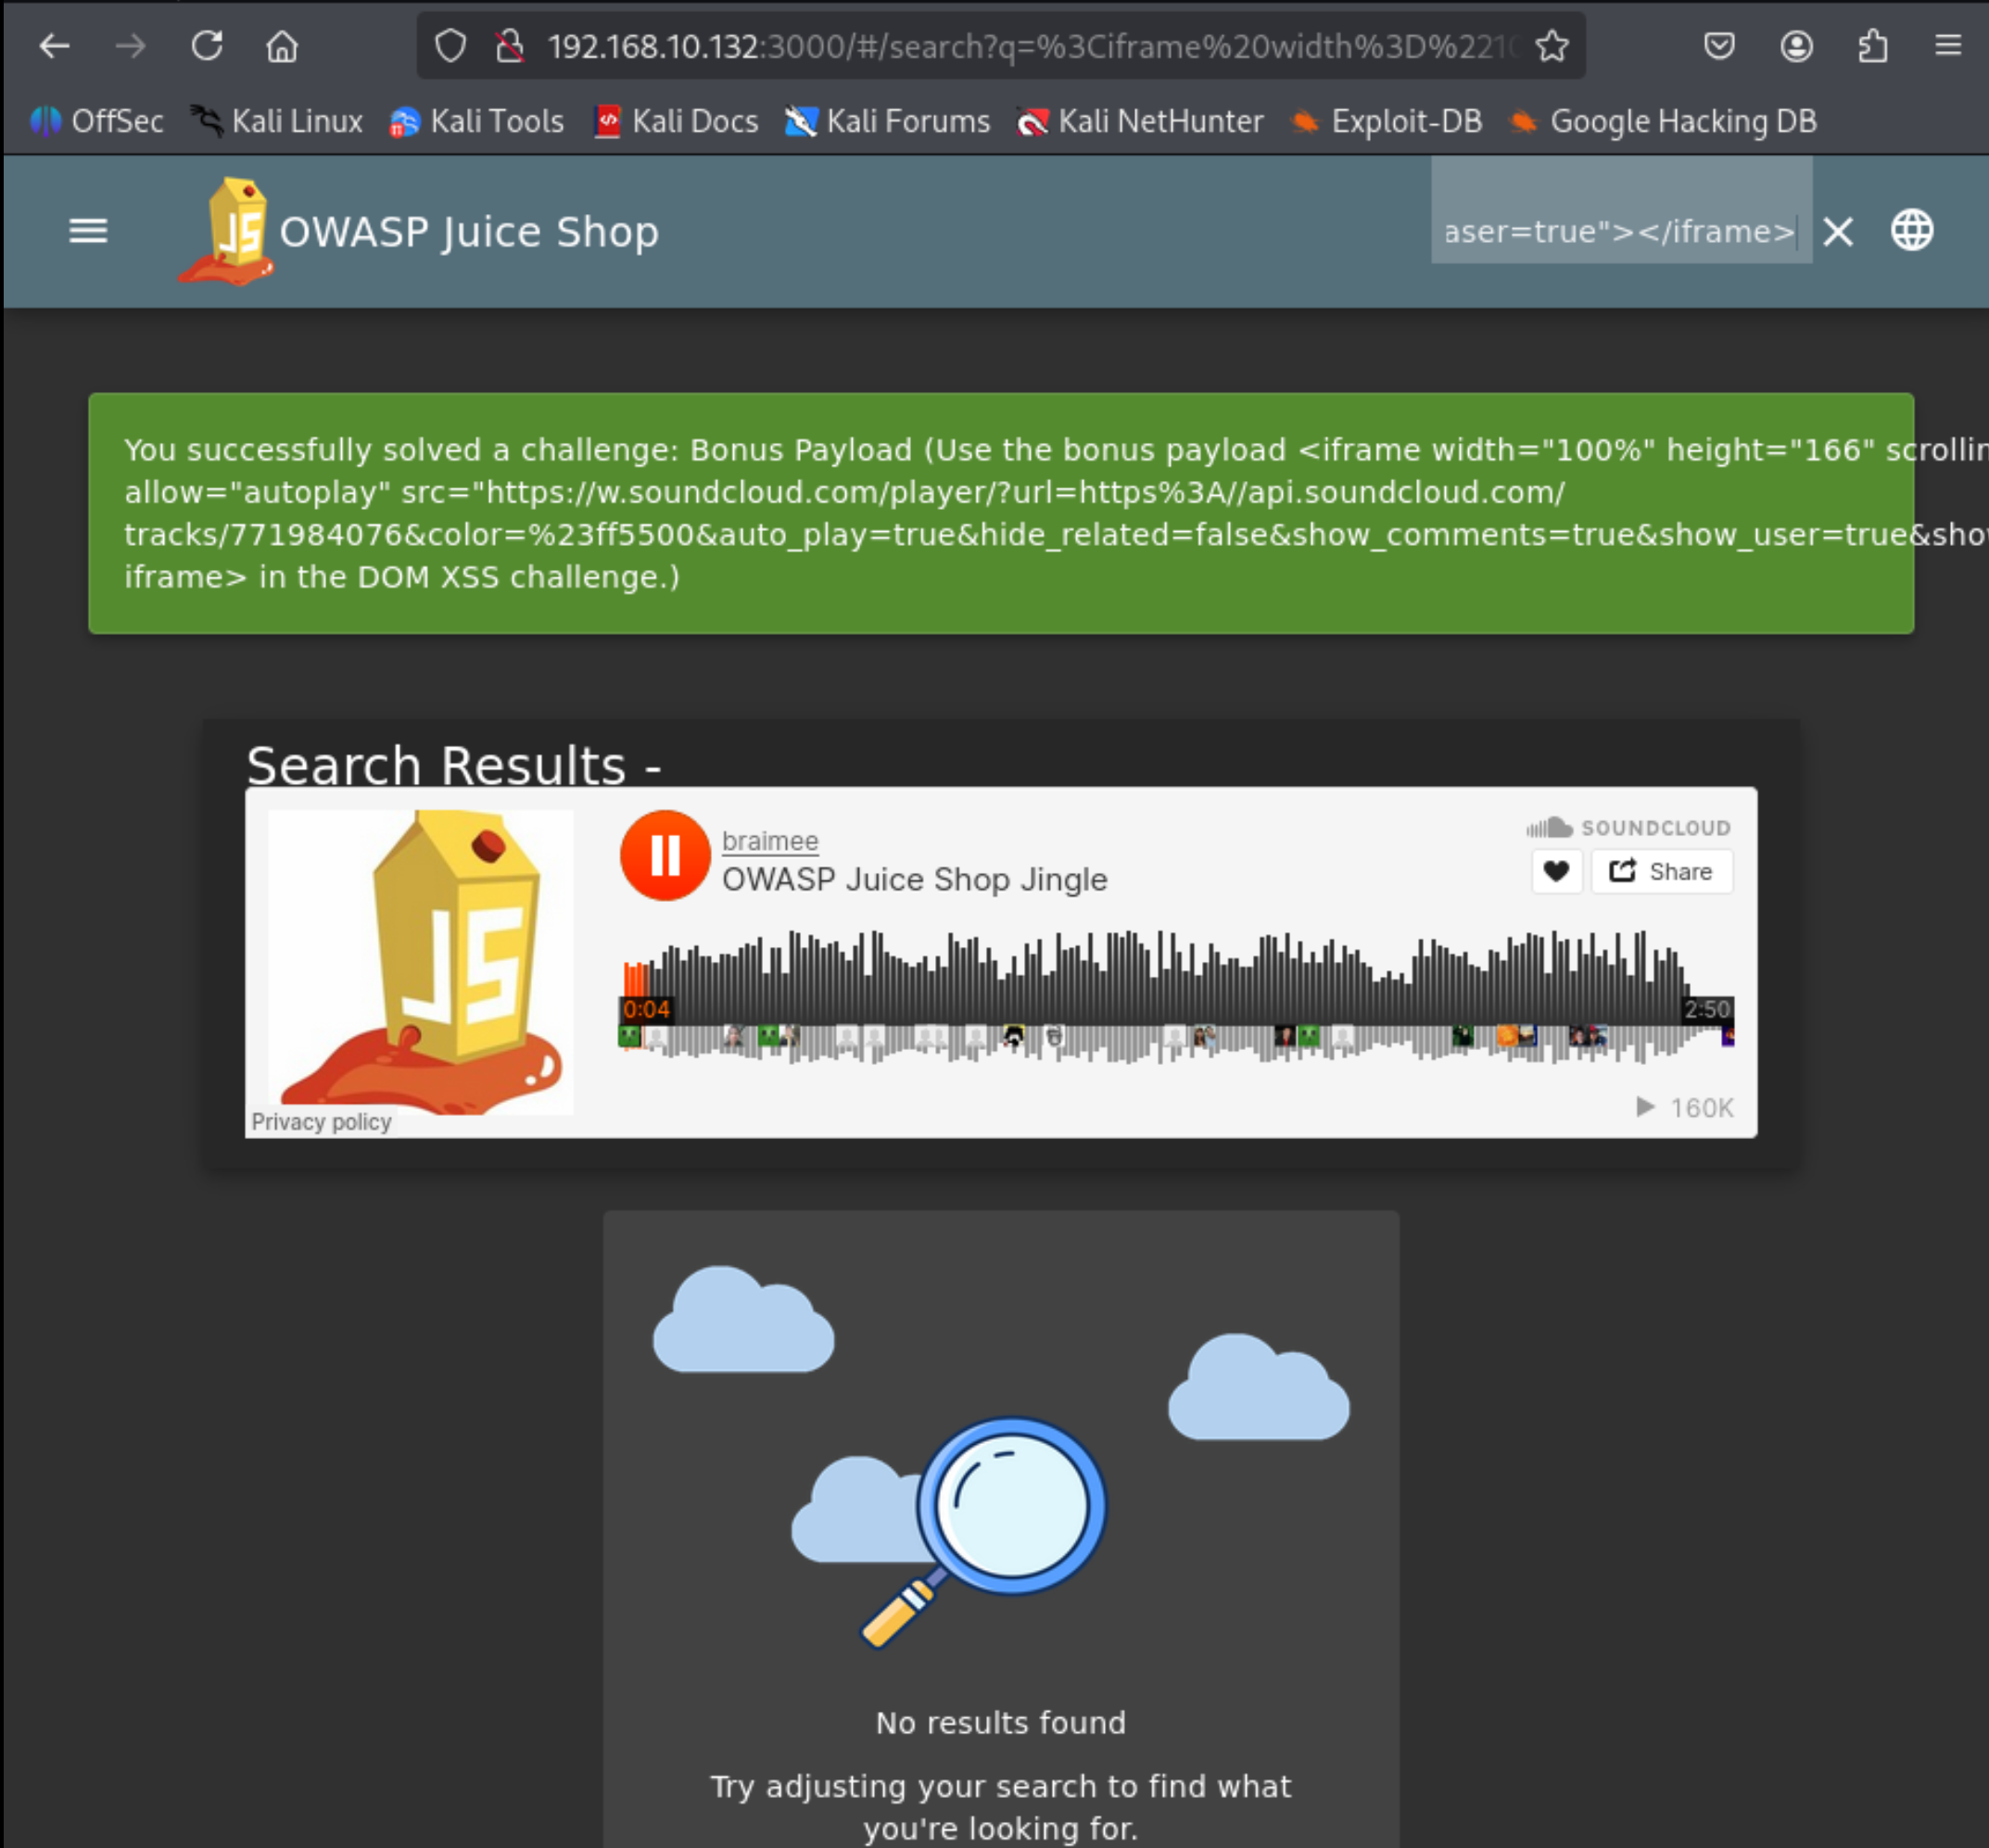 192.168.10.132:3000/#/search?q=%3Ciframe%20width%3D%221
OffSec Kali Linux Kali Tools Kali Docs Kali Forums Kali NetHunter Exploit-DB Google Hacking DB
JS OWASP Juice Shop aser=true"></iframe>
You successfully solved a challenge: Bonus Payload (Use the bonus payload <iframe width="100%" height="166" scrollin
allow="autoplay" src="https://w.soundcloud.com/player/?url=https%3A//api.soundcloud.com/
tracks/771984076&color=%23ff5500&auto_play=true&hide_related=false&show_comments=true&show_user=true&show
iframe> in the DOM XSS challenge.)
Search Results -
braimee
SOUNDCLOUD
OWASP Juice Shop Jingle
Share
JS
0:04
2:50
Privacy policy
160K
No results found
Try adjusting your search to find what
you're looking for.